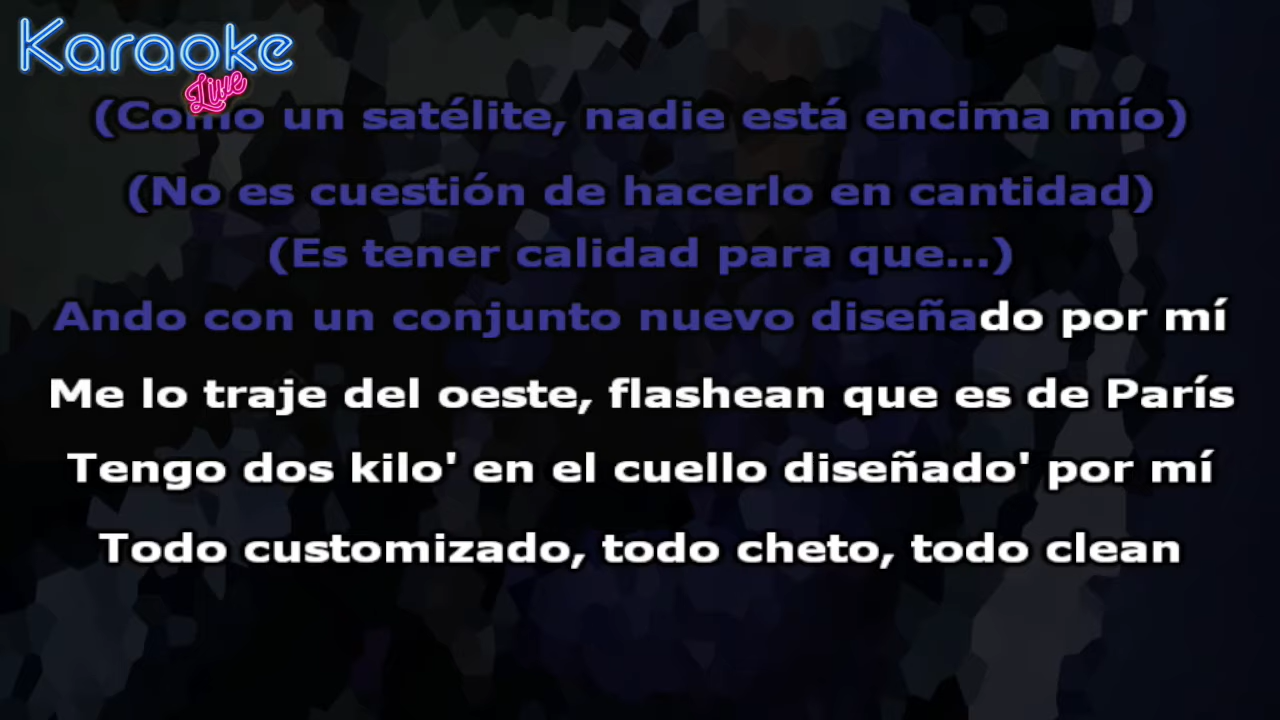 Karaoke
Live
(Como un satélite, nadie está encima mío)
(No es cuestión de hacerlo en cantidad)
(Es tener calidad para que...)
Ando con un conjunto nuevo diseñado por mí
Me lo traje del oeste, flashean que es de París
Tengo dos kilo' en el cuello diseñado' por mí
Todo customizado, todo cheto, todo clean